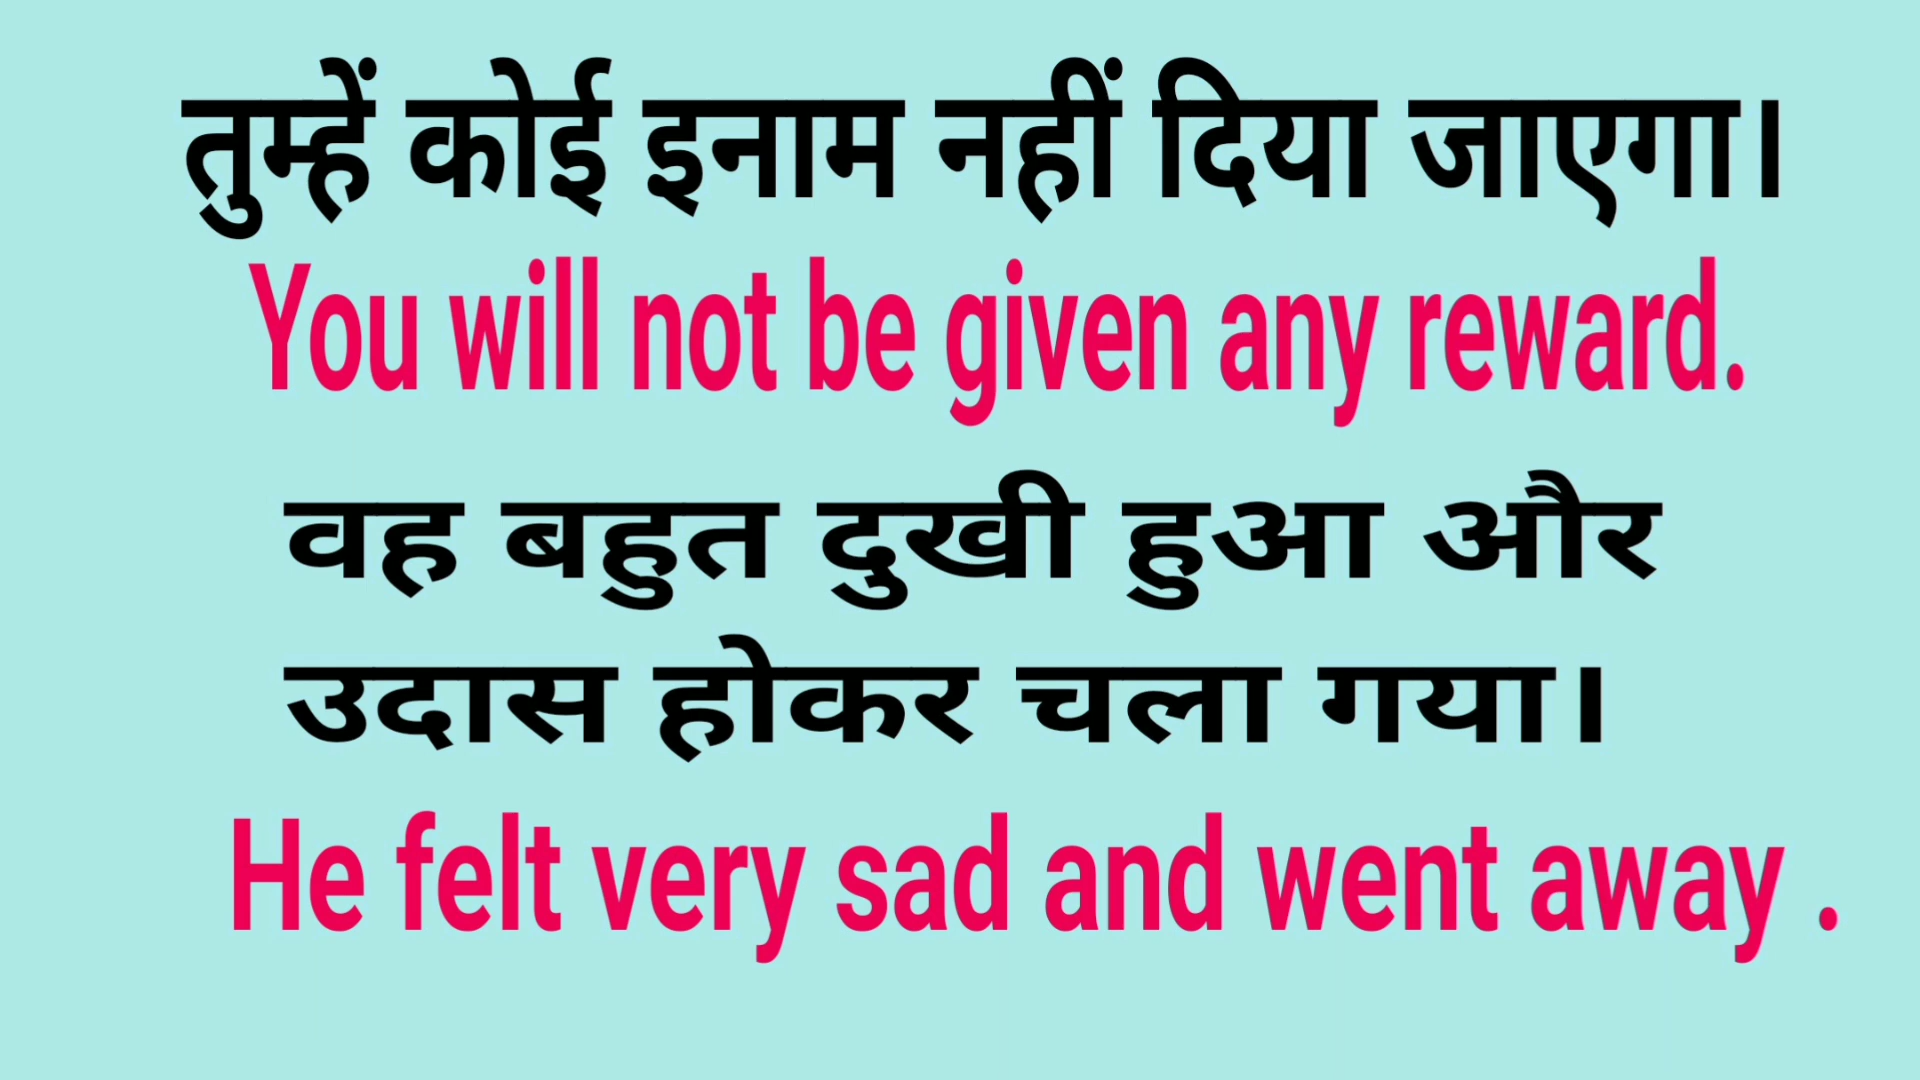 तुम्हें कोई इनाम नहीं दिया जाएगा।
You will not be given any reward.
वह बहुत दुखी हुआ और
उदास होकर चला गया।
He felt very sad and went away .